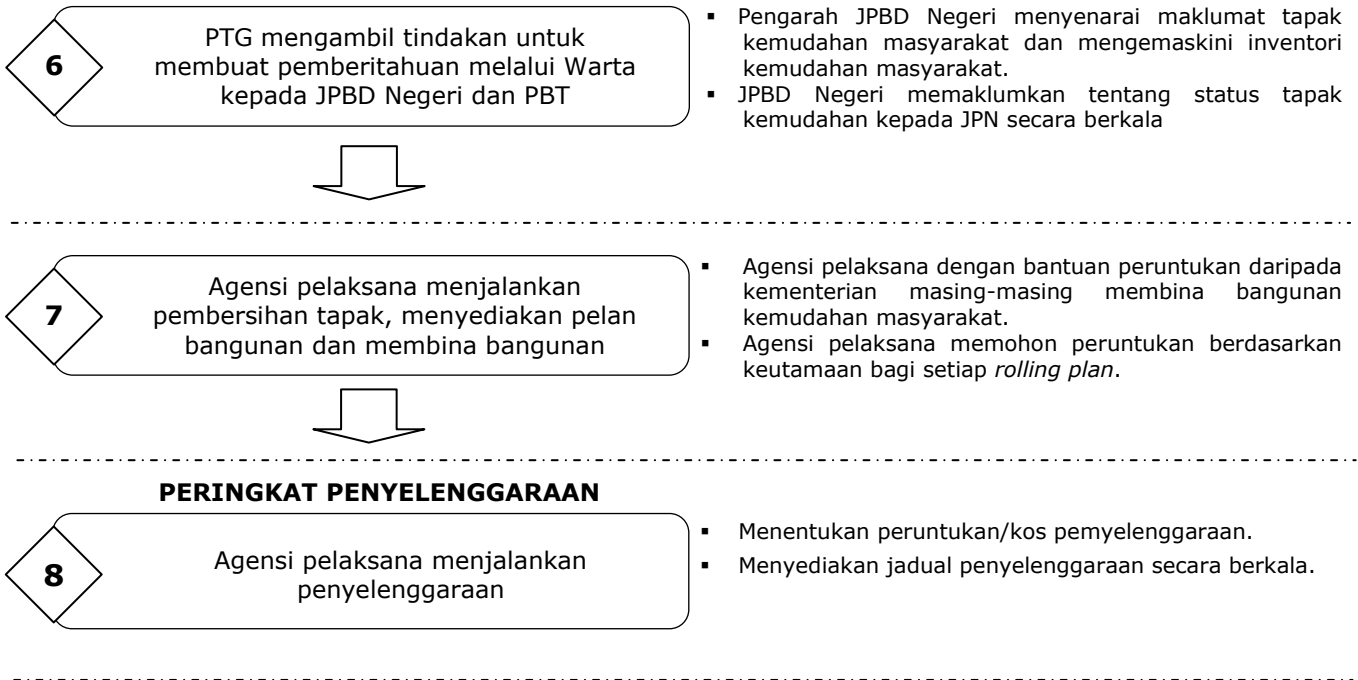 6
PTG mengambil tindakan untuk
membuat pemberitahuan melalui Warta
kepada JPBD Negeri dan PBT
▪ Pengarah JPBD Negeri menyenarai maklumat tapak
kemudahan masyarakat dan mengemaskini inventori
kemudahan masyarakat.
▪ JPBD Negeri memaklumkan tentang status tapak
kemudahan kepada JPN secara berkala
7
Agensi pelaksana menjalankan
pembersihan tapak, menyediakan pelan
bangunan dan membina bangunan
▪ Agensi pelaksana dengan bantuan peruntukan daripada
kementerian masing-masing membina bangunan
kemudahan masyarakat.
▪ Agensi pelaksana memohon peruntukan berdasarkan
keutamaan bagi setiap rolling plan.
PERINGKAT PENYELENGGARAAN
8
Agensi pelaksana menjalankan
penyelenggaraan
▪ Menentukan peruntukan/kos pemyelenggaraan.
▪ Menyediakan jadual penyelenggaraan secara berkala.